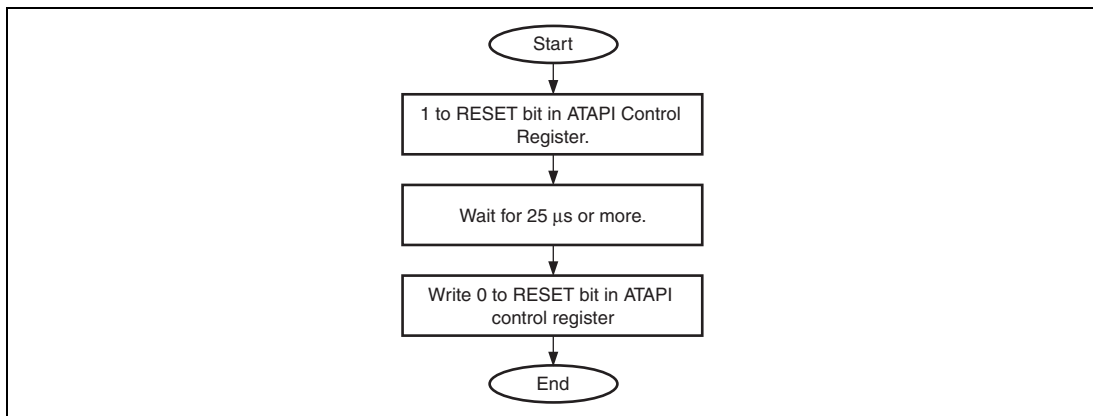 Start
1 to RESET bit in ATAPI Control
Register.
Wait for 25 μs or more.
Write 0 to RESET bit in ATAPI
control register
End